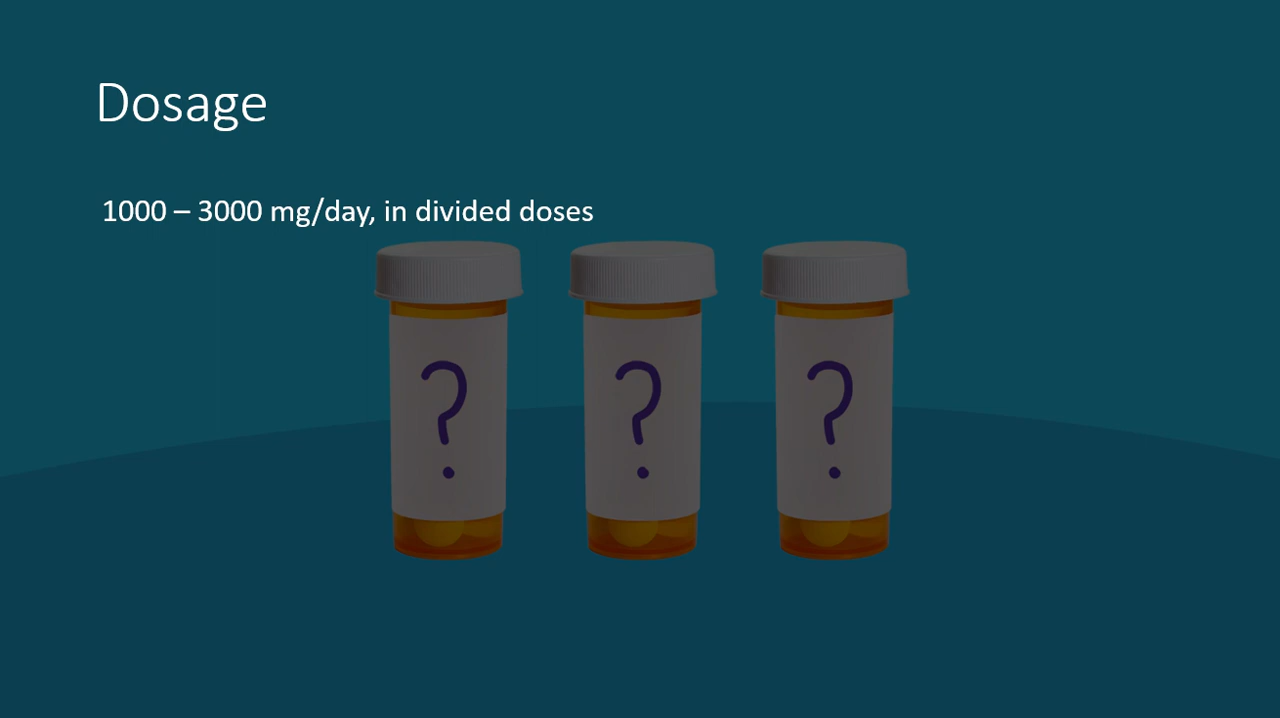 Dosage
1000 – 3000 mg/day, in divided doses
? ? ?